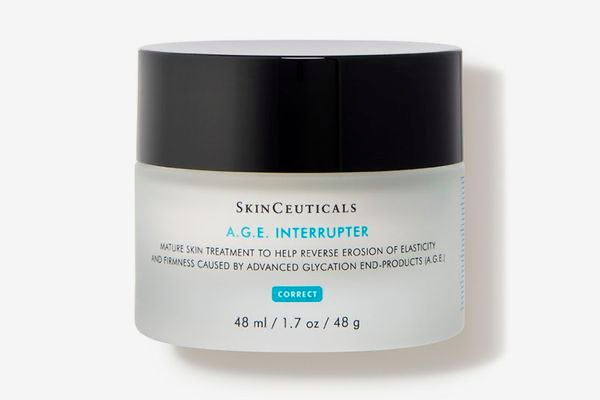 SKINCEUTICALS
A.G.E. INTERRUPTER
MATURE SKIN TREATMENT TO HELP REVERSE EROSION OF ELASTICITY
AND FIRMNESS CAUSED BY ADVANCED GLYCATION END-PRODUCTS (A.G.E.)
CORRECT
48 ml / 1.7 oz / 48 g